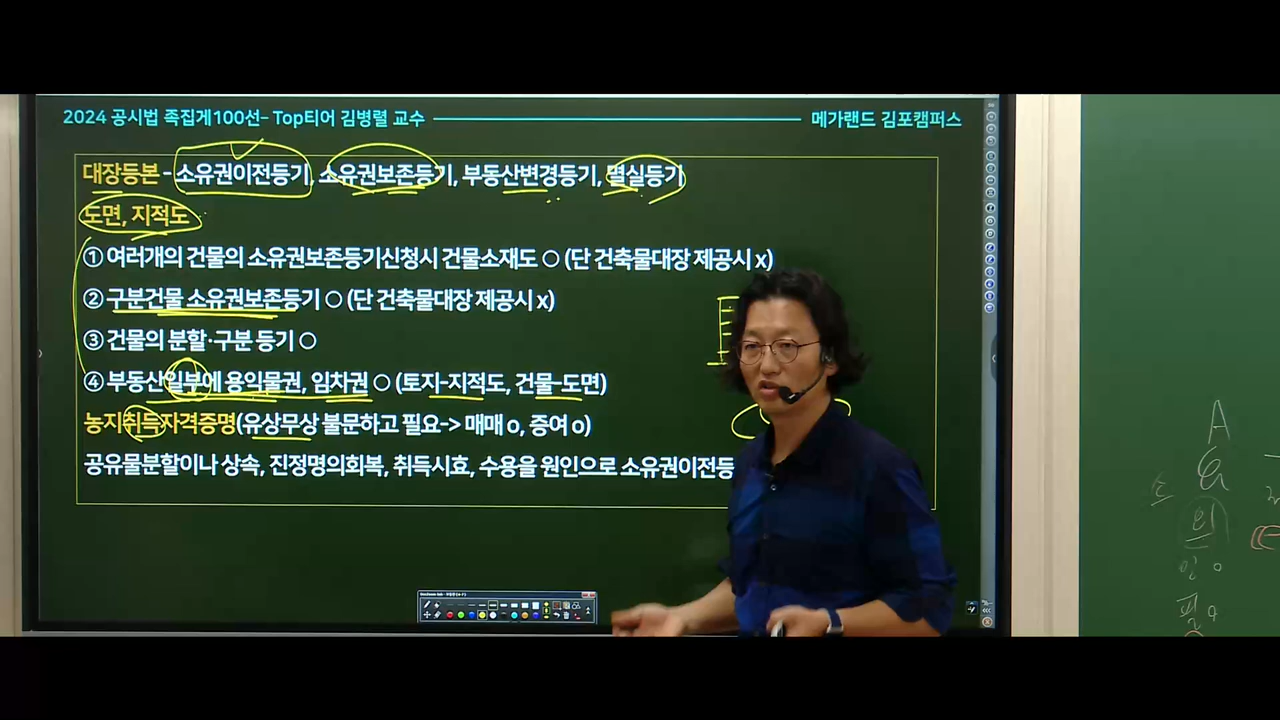 2024 공시법 족집게100선- Top티어 김병렬 교수
메가랜드 김포캠퍼스
대장등본 - 소유권이전등기, 소유권보존등기, 부동산변경등기, 멸실등기
도면, 지적도
① 여러개의 건물의 소유권보존등기신청시 건물소재도 ○ (단 건축물대장 제공시 x)
② 구분건물 소유권보존등기 ○ (단 건축물대장 제공시 x)
③ 건물의 분할·구분 등기 ○
④ 부동산일부에 용익물권, 임차권 ○ (토지-지적도, 건물-도면)
농지취득자격증명(유상무상 불문하고 필요-> 매매 o, 증여 o)
공유물분할이나 상속, 진정명의회복, 취득시효, 수용을 원인으로 소유권이전등
A